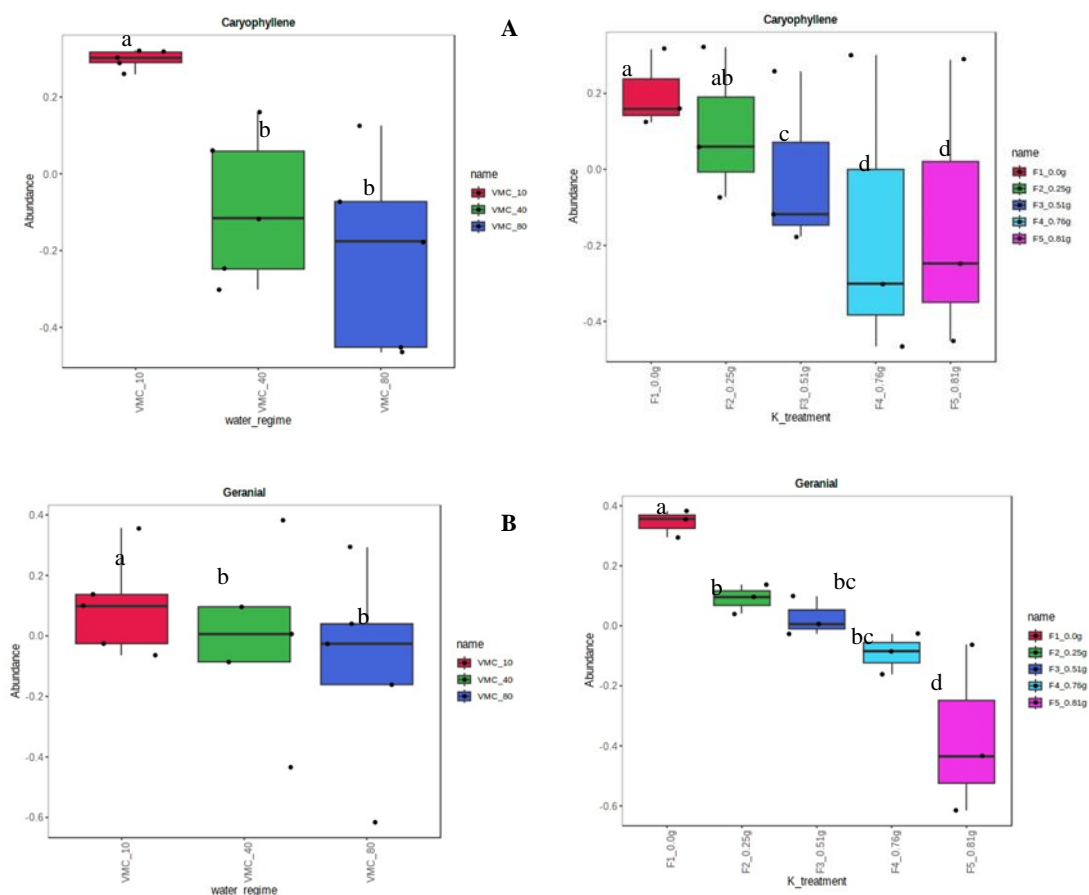 Caryophyllene
a
b
b
0.2
0.0
-0.2
-0.4
Abundance
VMC_10
VMC_40
VMC_80
water_regime
name
VMC_10
VMC_40
VMC_80
A
Caryophyllene
a
ab
c
d
d
0.2
0.0
-0.2
-0.4
Abundance
F1_0.0g
F2_0.25g
F3_0.51g
F4_0.76g
F5_0.81g
K_treatment
name
F1_0.0g
F2_0.25g
F3_0.51g
F4_0.76g
F5_0.81g
Geranial
a
b
b
0.4
0.2
0.0
-0.2
-0.4
-0.6
Abundance
VMC_10
VMC_40
VMC_80
water_regime
name
VMC_10
VMC_40
VMC_80
B
Geranial
a
b
bc
bc
d
0.4
0.2
0.0
-0.2
-0.4
-0.6
Abundance
F1_0.0g
F2_0.25g
F3_0.51g
F4_0.76g
F5_0.81g
K_treatment
name
F1_0.0g
F2_0.25g
F3_0.51g
F4_0.76g
F5_0.81g